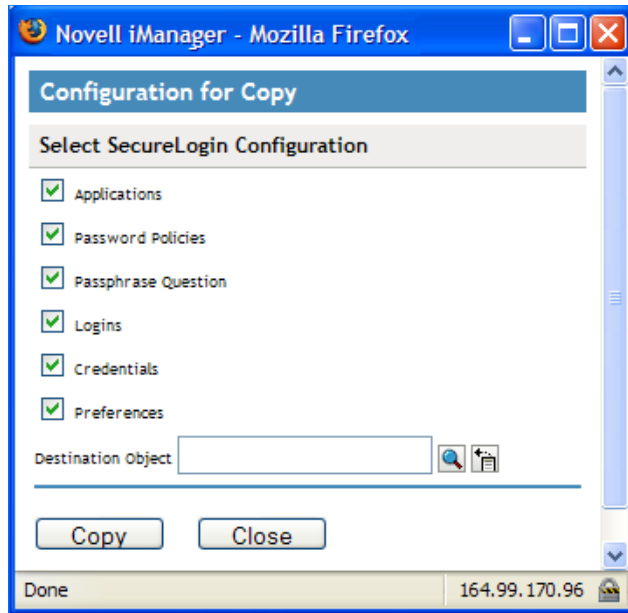 Novell iManager - Mozilla Firefox
Configuration for Copy
Select SecureLogin Configuration
Applications
Password Policies
Passphrase Question
Logins
Credentials
Preferences
Destination Object
Copy Close
Done 164.99.170.96